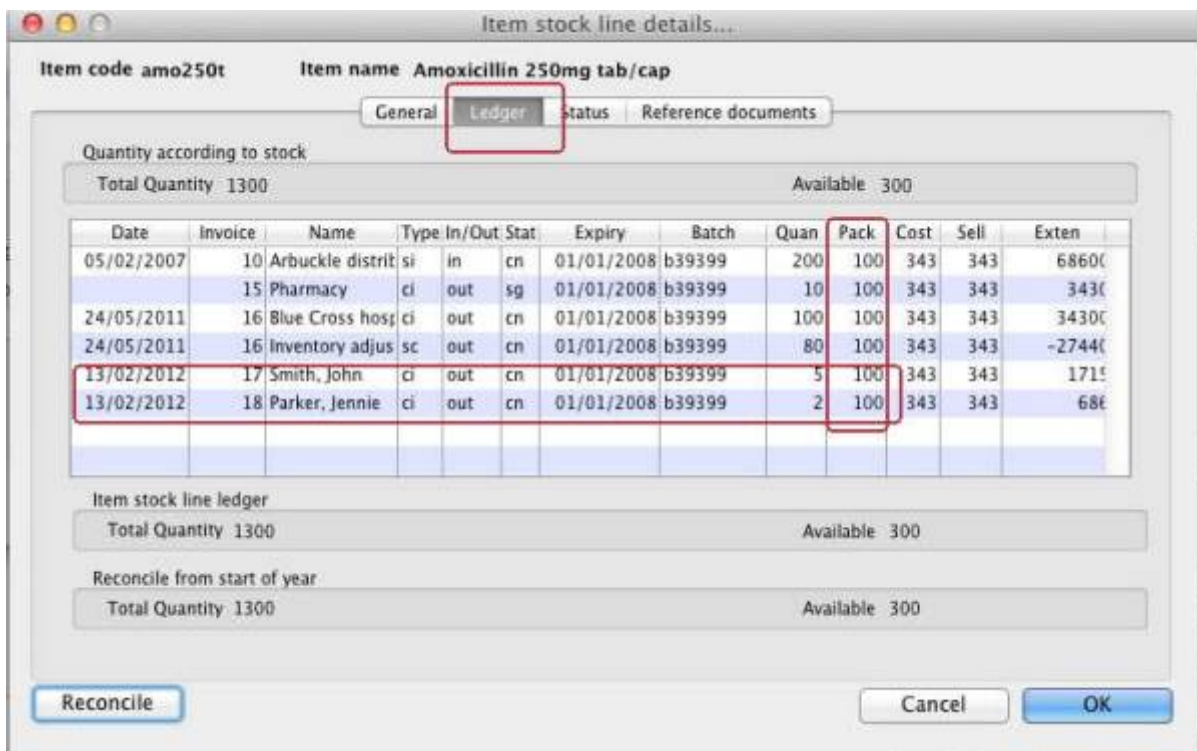 Item stock line details...
Item code amo250t Item name Amoxicillin 250mg tab/cap
General Ledger Status Reference documents
Quantity according to stock
Total Quantity 1300 Available 300
Date Invoice Name Type In/Out Stat Expiry Batch Quan Pack Cost Sell Exten
05/02/2007 10 Arbuckle distrit si in cn 01/01/2008 b39399 200 100 343 343 68600
15 Pharmacy ci out sg 01/01/2008 b39399 10 100 343 343 3430
24/05/2011 16 Blue Cross hosp ci out cn 01/01/2008 b39399 100 100 343 343 34300
24/05/2011 16 Inventory adjus sc out cn 01/01/2008 b39399 80 100 343 343 -27440
13/02/2012 17 Smith, John ci out cn 01/01/2008 b39399 5 100 343 343 1715
13/02/2012 18 Parker, Jennie ci out cn 01/01/2008 b39399 2 100 343 343 686
Item stock line ledger
Total Quantity 1300 Available 300
Reconcile from start of year
Total Quantity 1300 Available 300
Reconcile Cancel OK